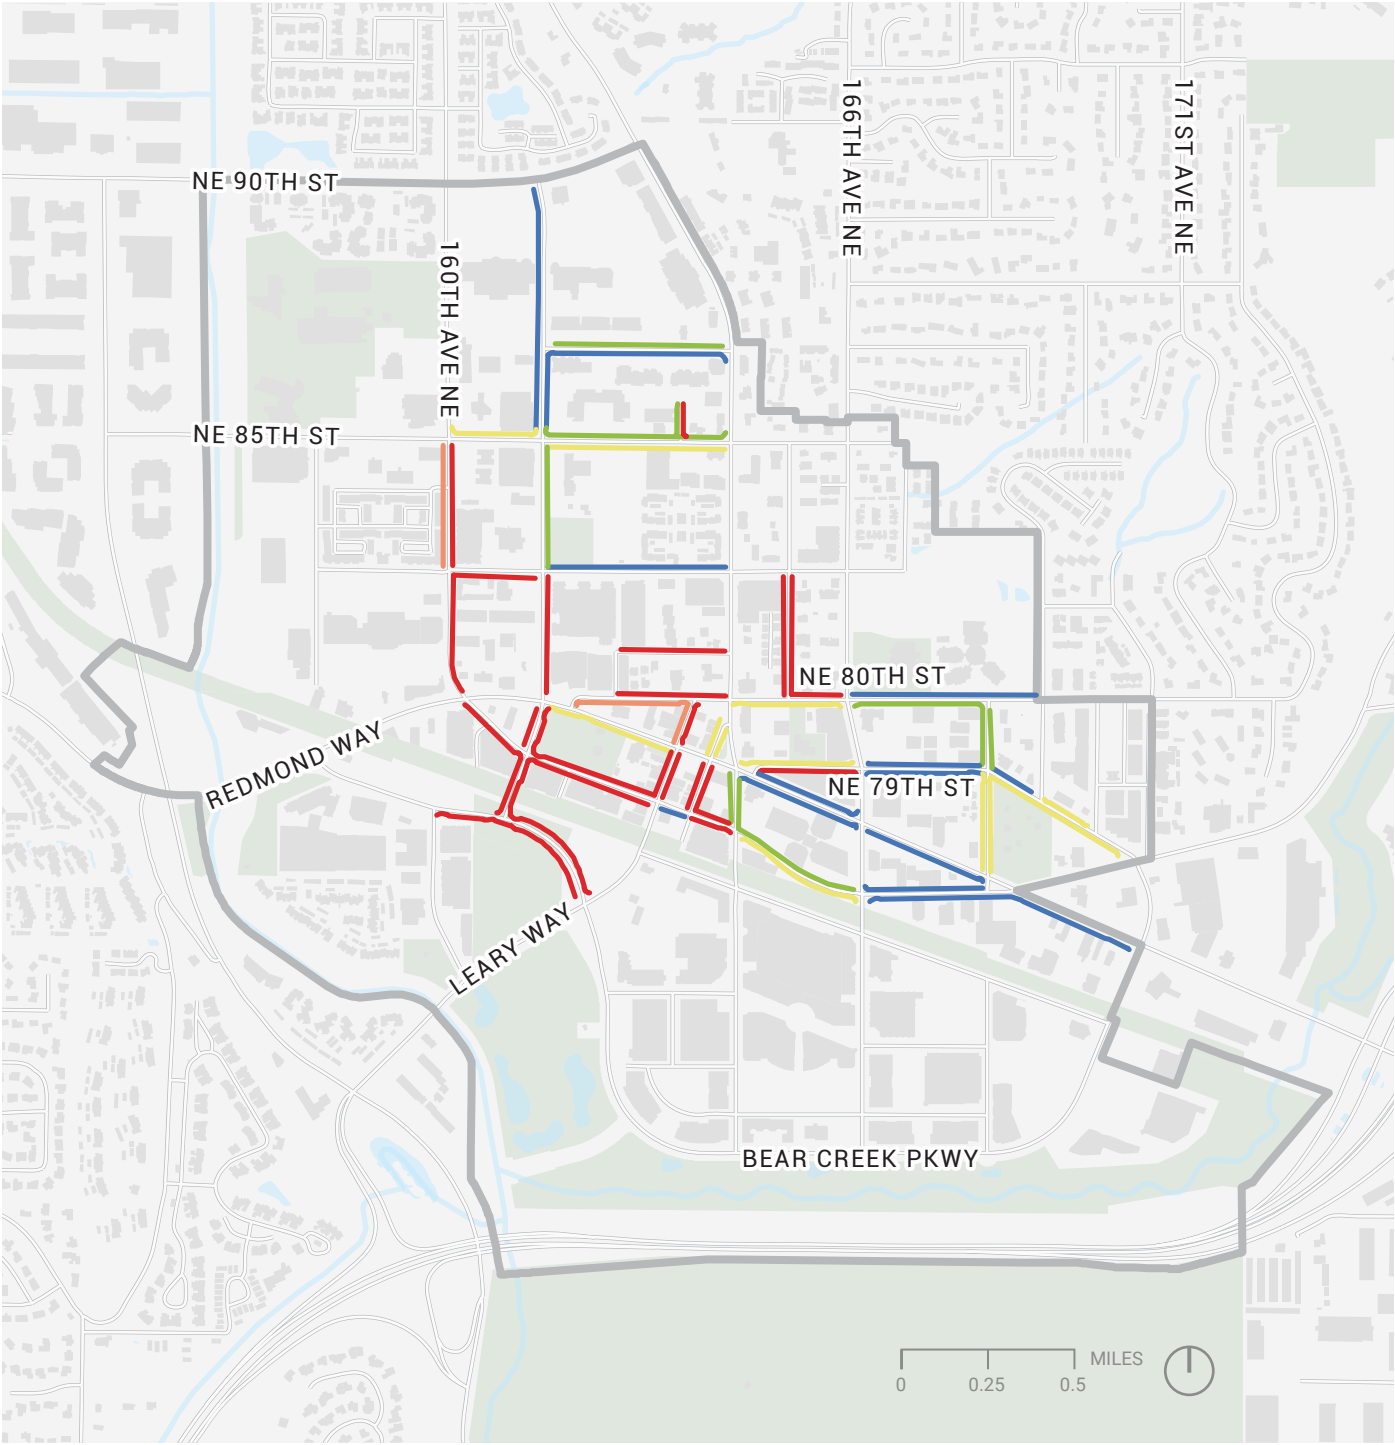 166TH AVE NE
171ST AVE NE
NE 90TH ST
160TH AVE NE
NE 85TH ST
NE 80TH ST
REDMOND WAY
NE 79TH ST
LEARY WAY
BEAR CREEK PKWY
MILES
0 0.25 0.5